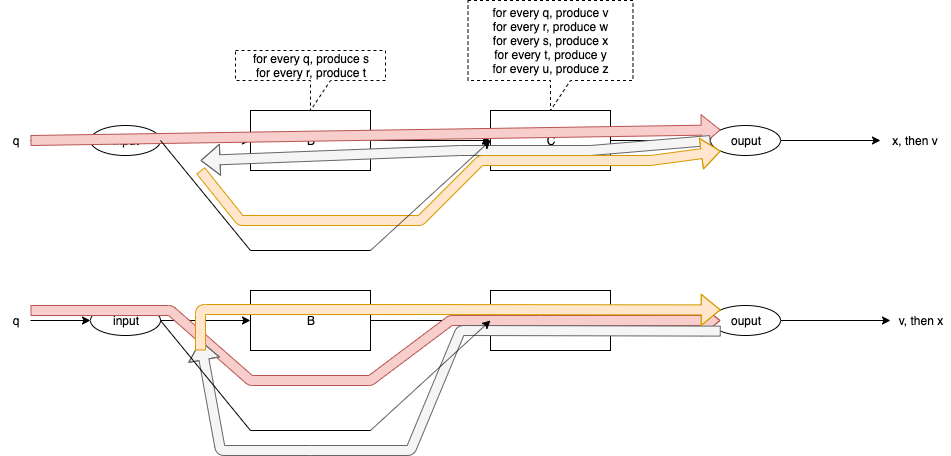 for every q, produce v
for every r, produce w
for every s, produce x
for every t, produce y
for every u, produce z
for every q, produce s
for every r, produce t
q
C
ouput
x, then v
q
input
B
ouput
v, then x